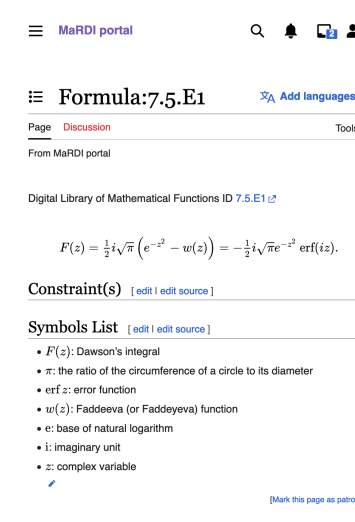 MaRDI portal
2
Formula:7.5.E1
Add languages
Page Discussion Tools
From MaRDI portal
Digital Library of Mathematical Functions ID 7.5.E1
F(z) = ½i√π (e^{-z²} − w(z)) = −½i√πe^{-z²} erf(iz).
Constraint(s) [ edit | edit source ]
Symbols List [ edit | edit source ]
• F(z): Dawson's integral
• π: the ratio of the circumference of a circle to its diameter
• erf z: error function
• w(z): Faddeeva (or Faddeyeva) function
• e: base of natural logarithm
• i: imaginary unit
• z: complex variable
[Mark this page as patro